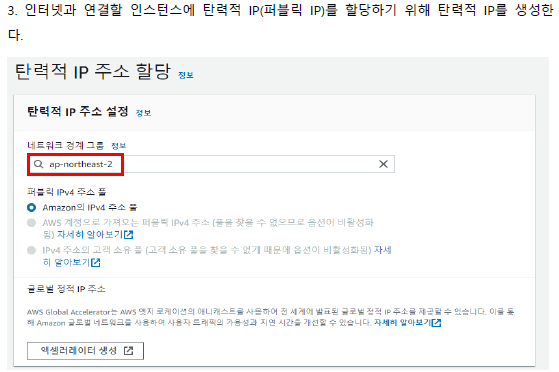 3. 인터넷과 연결할 인스턴스에 탄력적 IP(퍼블릭 IP)를 할당하기 위해 탄력적 IP를 생성한
다.
탄력적 IP 주소 할당 정보
탄력적 IP 주소 설정 정보
네트워크 경계 그룹 정보
ap-northeast-2
퍼블릭 IPv4 주소 풀
Amazon의 IPv4 주소 풀
AWS 계정으로 가져오는 퍼블릭 IPv4 주소 (풀을 찾을 수 없으므로 옵션이 비활성화
됨) 자세히 알아보기
IPv4 주소의 고객 소유 풀 (고객 소유 풀을 찾을 수 없기 때문에 옵션이 비활성화됨) 자세
히 알아보기
글로벌 정적 IP 주소
AWS Global Accelerator는 AWS 엣지 로케이션의 애니캐스트를 사용하여 전 세계에 발표된 글로벌 정적 IP 주소를 제공할 수 있습니다. 이를 통
해 Amazon 글로벌 네트워크를 사용하여 사용자 트래픽의 가용성과 지연 시간을 개선할 수 있습니다. 자세히 알아보기
액셀러레이터 생성